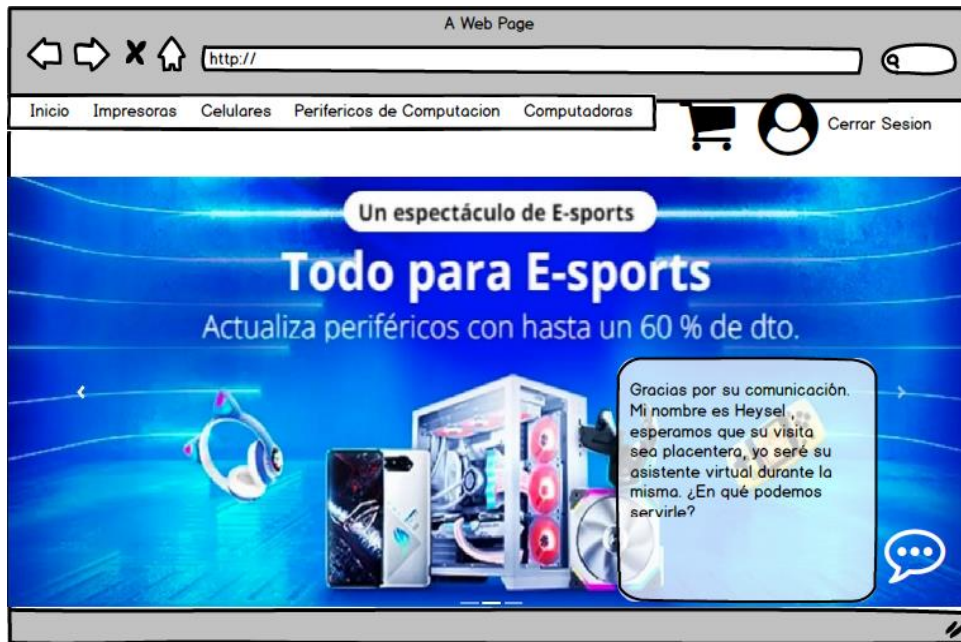 A Web Page
http://
Inicio Impresoras Celulares Perifericos de Computacion Computadoras
Cerrar Sesion
Un espectáculo de E-sports
Todo para E-sports
Actualiza periféricos con hasta un 60 % de dto.
Gracias por su comunicación.
Mi nombre es Heysel ,
esperamos que su visita
sea placentera, yo seré su
asistente virtual durante la
misma. ¿En qué podemos
servirle?